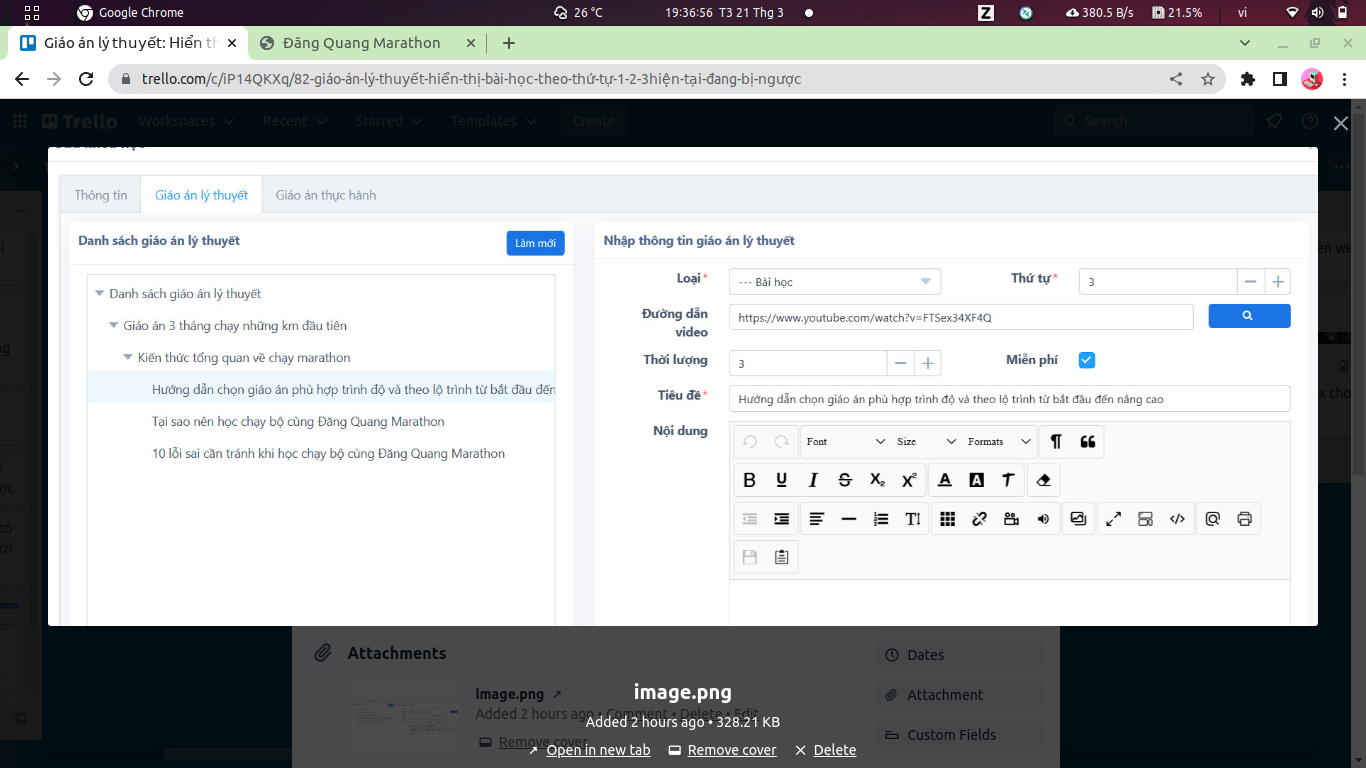 Google Chrome
26 °C
19:36:56 T3 21 Thg 3
Z
380.5 B/s
21.5%
vi
Giáo án lý thuyết: Hiển th
Đăng Quang Marathon
trello.com/c/iP14QKXq/82-giáo-án-lý-thuyết-hiển-thị-bài-học-theo-thứ-tự-1-2-3hiện-tại-đang-bị-ngược
Trello
Workspaces
Recent
Starred
Templates
Create
Search
Thông tin
Giáo án lý thuyết
Giáo án thực hành
Danh sách giáo án lý thuyết
Làm mới
Danh sách giáo án lý thuyết
Giáo án 3 tháng chạy những km đầu tiên
Kiến thức tổng quan về chạy marathon
Hướng dẫn chọn giáo án phù hợp trình độ và theo lộ trình từ bắt đầu đến
Tại sao nên học chạy bộ cùng Đăng Quang Marathon
10 lỗi sai cần tránh khi học chạy bộ cùng Đăng Quang Marathon
Nhập thông tin giáo án lý thuyết
Loại*
--- Bài học
Thứ tự*
3
Đường dẫn
video
https://www.youtube.com/watch?v=FTSex34XF4Q
Thời lượng
3
Miễn phí
Tiêu đề*
Hướng dẫn chọn giáo án phù hợp trình độ và theo lộ trình từ bắt đầu đến nâng cao
Nội dung
Font
Size
Formats
Attachments
image.png
Added 2 hours ago • Comment • Delete • Edit
Remove cover
Dates
Attachment
Custom Fields
image.png
Added 2 hours ago • 328.21 KB
Open in new tab
Remove cover
Delete